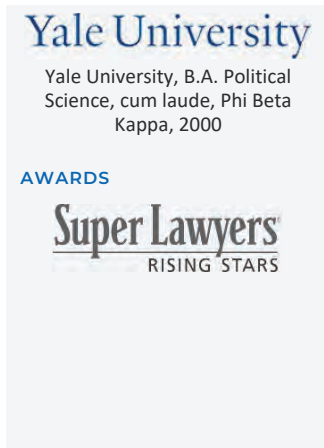 Yale University
Yale University, B.A. Political
Science, cum laude, Phi Beta
Kappa, 2000
AWARDS
Super Lawyers
RISING STARS